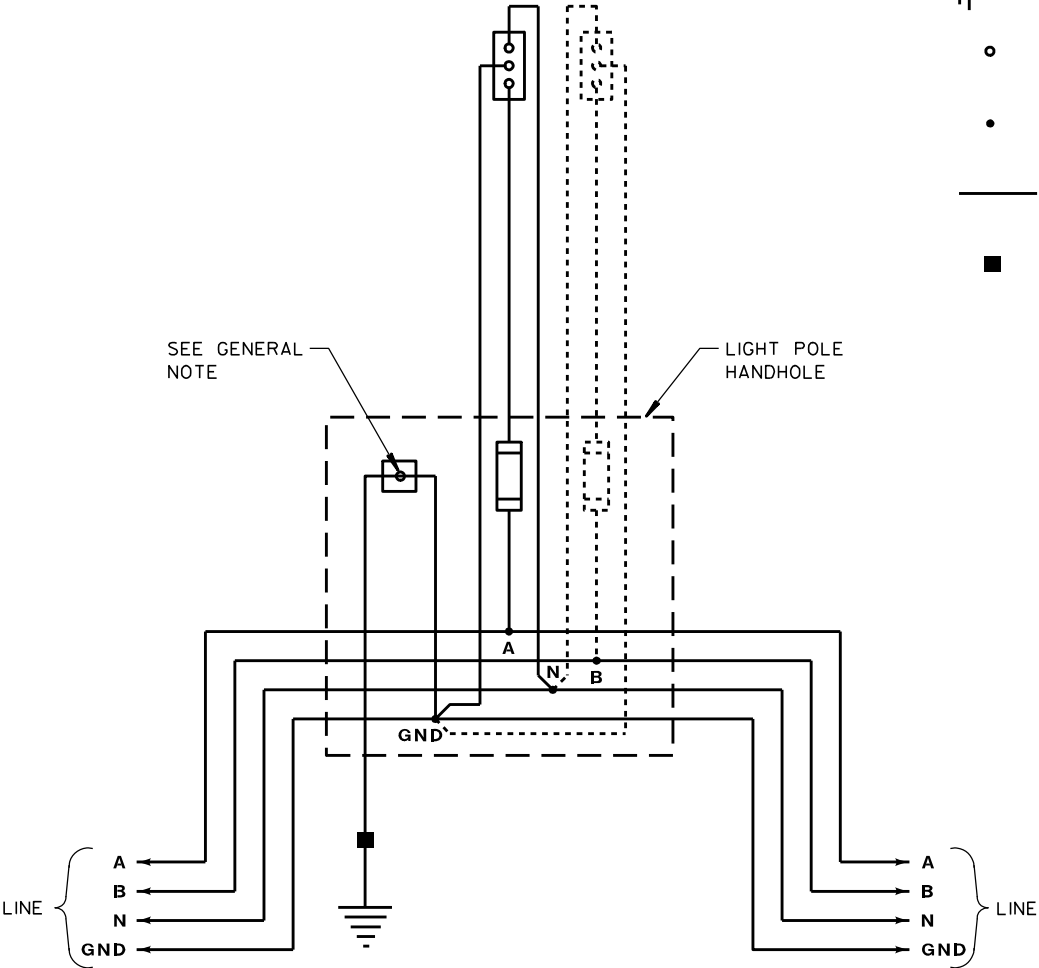 SEE GENERAL
NOTE
LIGHT POLE
HANDHOLE
A
N
B
GND
LINE
A
B
N
GND
A
B
N
GND
LINE